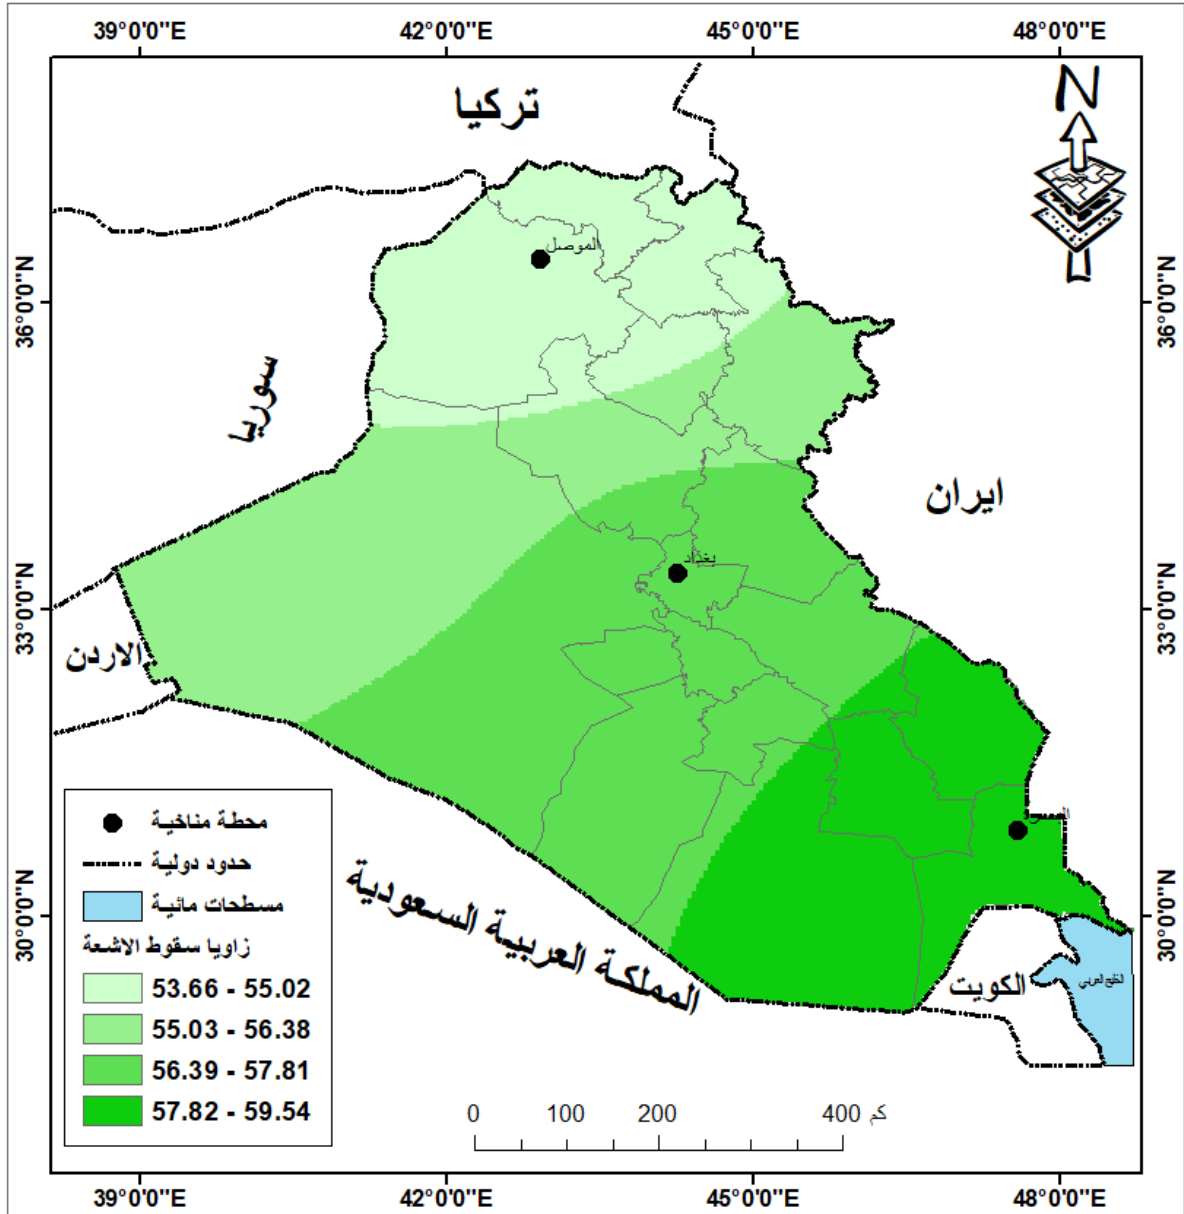 39°0'0"E 42°0'0"E 45°0'0"E 48°0'0"E
N
تركيا
الموصل
36°0'0"N 36°0'0"N
سوريا
ايران
بغداد
33°0'0"N 33°0'0"N
الاردن
محطة مناخية
حدود دولية
مسطحات مائية
زاويا سقوط الاشعة
53.66 - 55.02
55.03 - 56.38
56.39 - 57.81
57.82 - 59.54
المملكة العربية السعودية
30°0'0"N 30°0'0"N
الكويت
الخليج العربي
0 100 200 400 كم
39°0'0"E 42°0'0"E 45°0'0"E 48°0'0"E